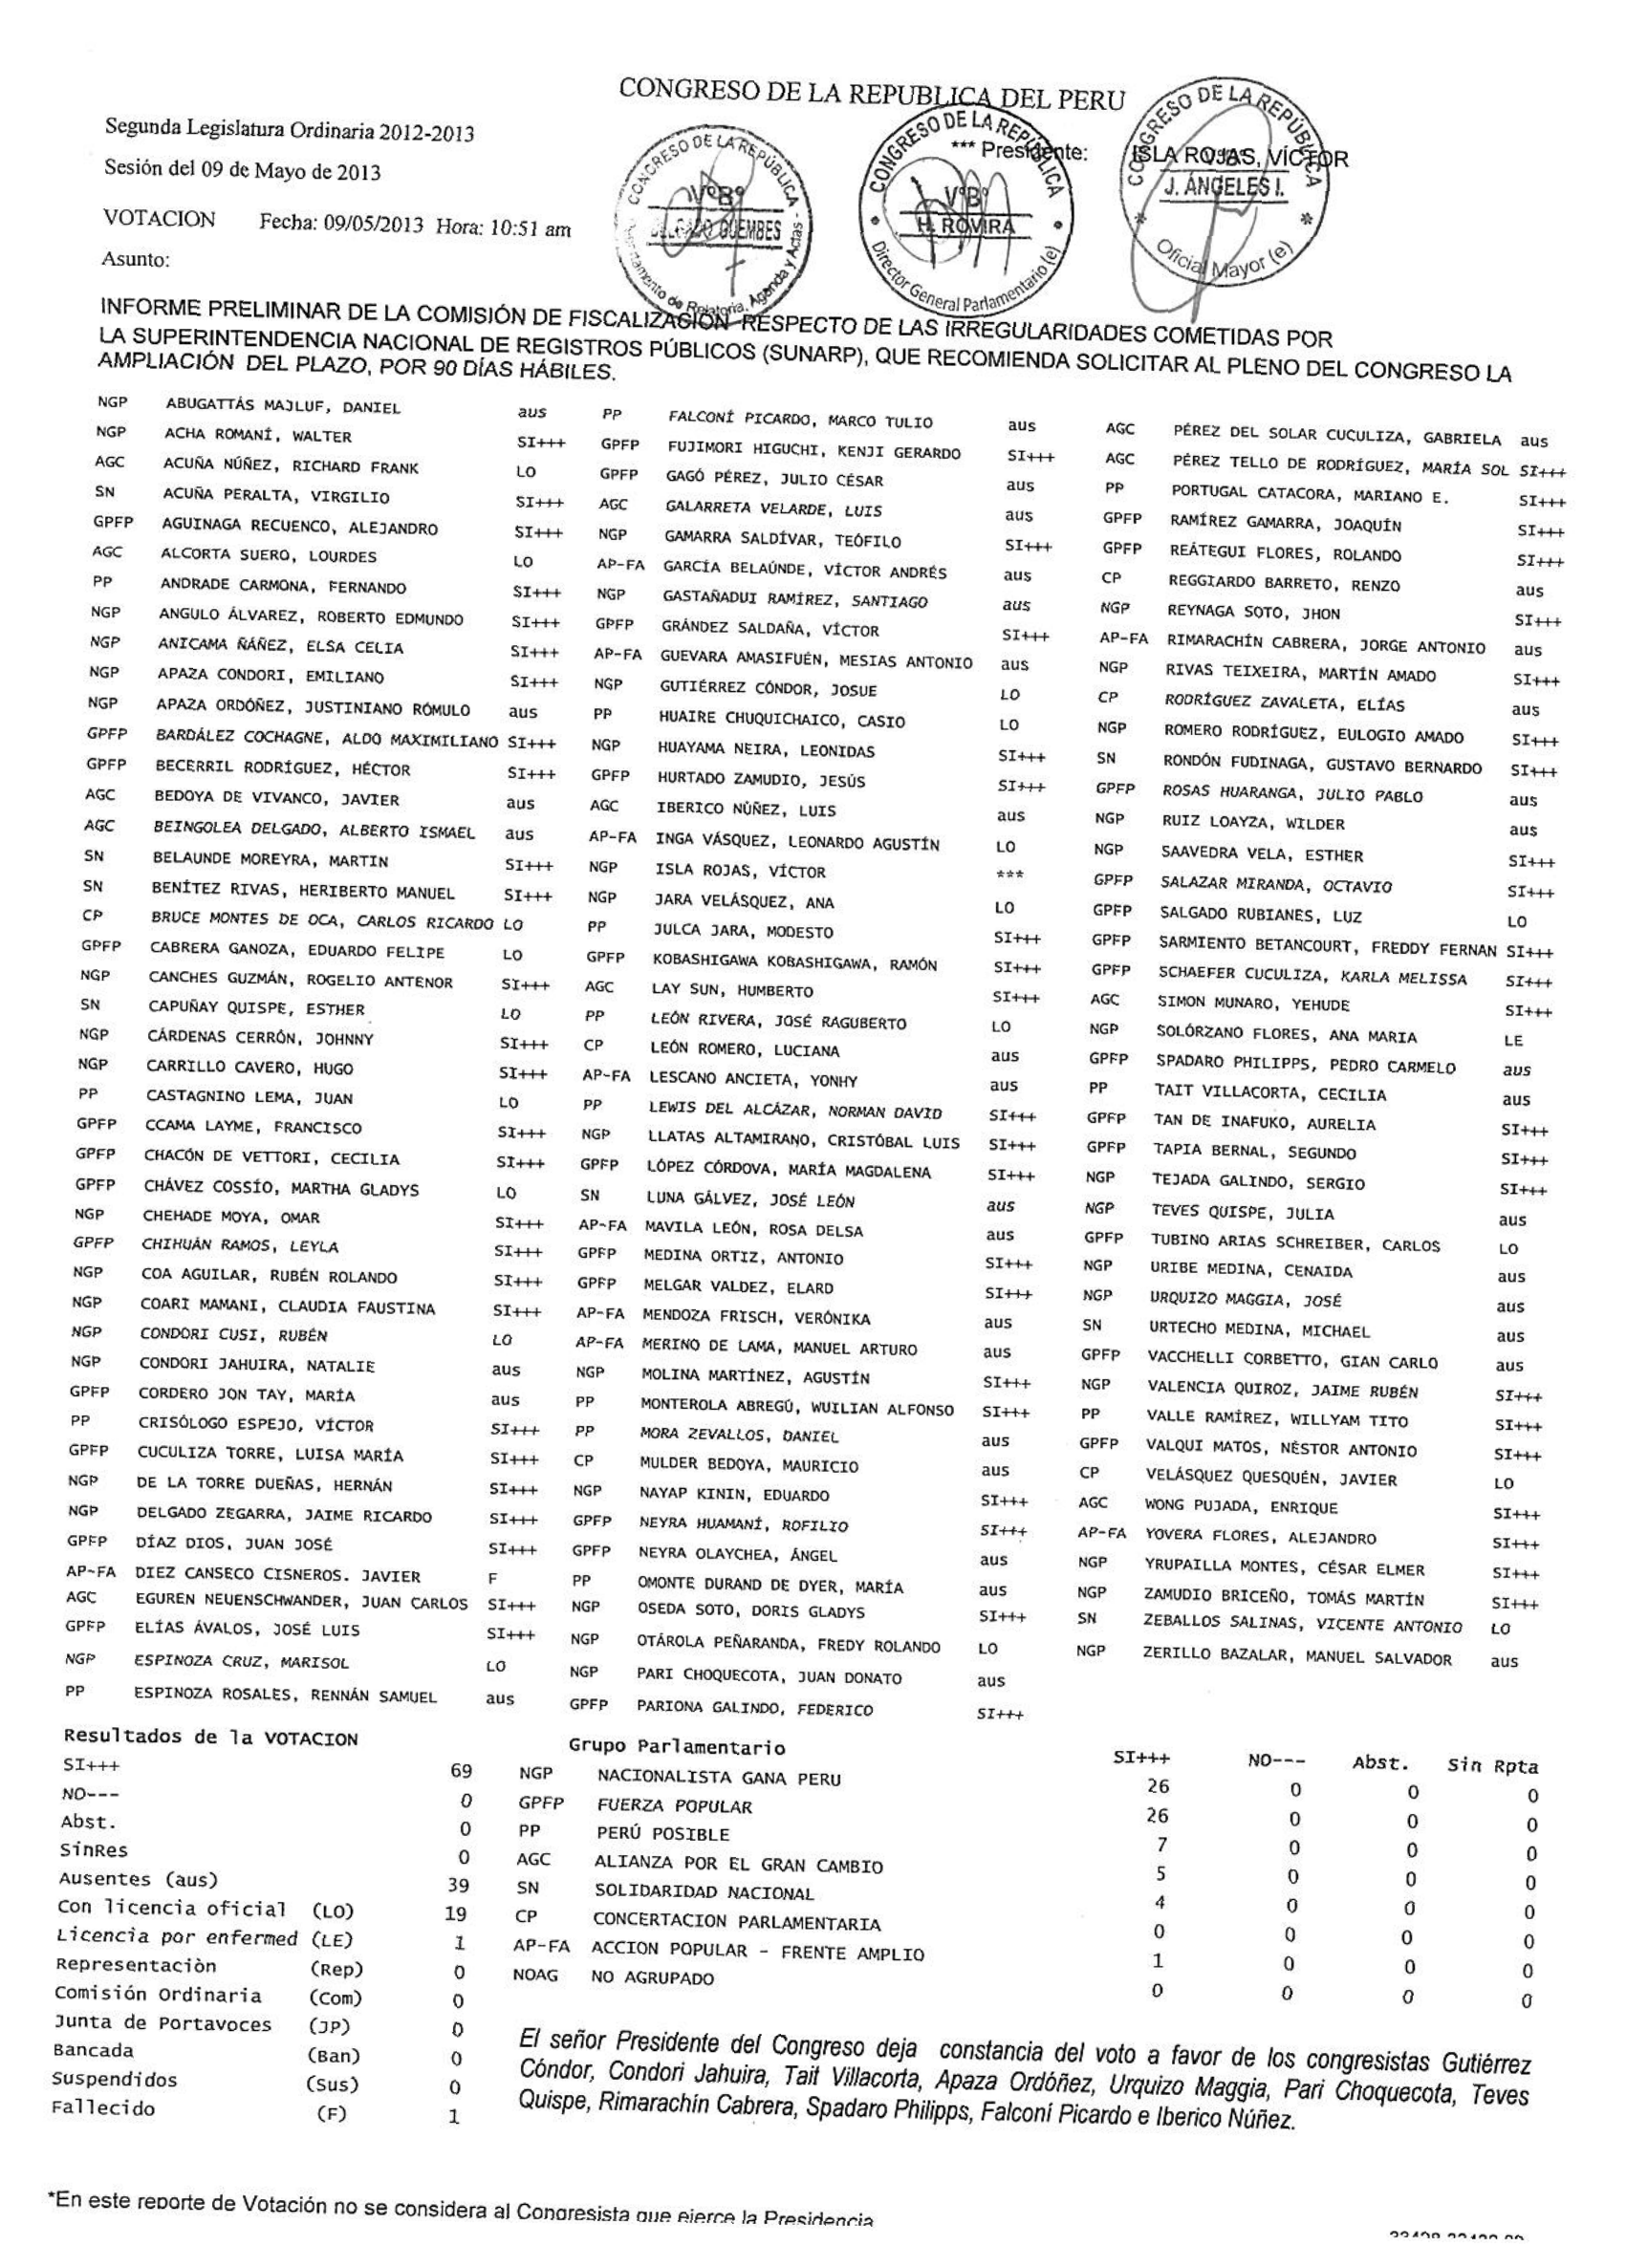 CONGRESO DE LA REPUBLICA DEL PERU
Segunda Legislatura Ordinaria 2012-2013
*** Presidente: ISLA ROJAS, VÍCTOR
Sesión del 09 de Mayo de 2013
VOTACION Fecha: 09/05/2013 Hora: 10:51 am
Asunto:
CONGRESO DE LA REPÚBLICA
VºBº
Relatoría, Agenda y Actas
CONGRESO DE LA REPÚBLICA
VºBº
H. ROVIRA
Director General Parlamentario (e)
CONGRESO DE LA REPÚBLICA
J. ÁNGELES I.
Oficial Mayor (e)
INFORME PRELIMINAR DE LA COMISIÓN DE FISCALIZACIÓN RESPECTO DE LAS IRREGULARIDADES COMETIDAS POR
LA SUPERINTENDENCIA NACIONAL DE REGISTROS PÚBLICOS (SUNARP), QUE RECOMIENDA SOLICITAR AL PLENO DEL CONGRESO LA
AMPLIACIÓN DEL PLAZO, POR 90 DÍAS HÁBILES.
NGP ABUGATTÁS MAJLUF, DANIEL aus PP FALCONÍ PICARDO, MARCO TULIO aus AGC PÉREZ DEL SOLAR CUCULIZA, GABRIELA aus
NGP ACHA ROMANÍ, WALTER SI+++ GPFP FUJIMORI HIGUCHI, KENJI GERARDO SI+++ AGC PÉREZ TELLO DE RODRÍGUEZ, MARÍA SOL SI+++
AGC ACUÑA NÚÑEZ, RICHARD FRANK LO GPFP GAGÓ PÉREZ, JULIO CÉSAR aus PP PORTUGAL CATACORA, MARIANO E. SI+++
SN ACUÑA PERALTA, VIRGILIO SI+++ AGC GALARRETA VELARDE, LUIS aus GPFP RAMÍREZ GAMARRA, JOAQUÍN SI+++
GPFP AGUINAGA RECUENCO, ALEJANDRO SI+++ NGP GAMARRA SALDÍVAR, TEÓFILO SI+++ GPFP REÁTEGUI FLORES, ROLANDO SI+++
AGC ALCORTA SUERO, LOURDES LO AP-FA GARCÍA BELAÚNDE, VÍCTOR ANDRÉS aus CP REGGIARDO BARRETO, RENZO aus
PP ANDRADE CARMONA, FERNANDO SI+++ NGP GASTAÑADUI RAMÍREZ, SANTIAGO aus NGP REYNAGA SOTO, JHON SI+++
NGP ANGULO ÁLVAREZ, ROBERTO EDMUNDO SI+++ GPFP GRÁNDEZ SALDAÑA, VÍCTOR SI+++ AP-FA RIMARACHÍN CABRERA, JORGE ANTONIO aus
NGP ANICAMA ÑÁÑEZ, ELSA CELIA SI+++ AP-FA GUEVARA AMASIFUÉN, MESIAS ANTONIO aus NGP RIVAS TEIXEIRA, MARTÍN AMADO SI+++
NGP APAZA CONDORI, EMILIANO SI+++ NGP GUTIÉRREZ CÓNDOR, JOSUE LO CP RODRÍGUEZ ZAVALETA, ELÍAS aus
NGP APAZA ORDÓÑEZ, JUSTINIANO RÓMULO aus PP HUAIRE CHUQUICHAICO, CASIO LO NGP ROMERO RODRÍGUEZ, EULOGIO AMADO SI+++
GPFP BARDÁLEZ COCHAGNE, ALDO MAXIMILIANO SI+++ NGP HUAYAMA NEIRA, LEONIDAS SI+++ SN RONDÓN FUDINAGA, GUSTAVO BERNARDO SI+++
GPFP BECERRIL RODRÍGUEZ, HÉCTOR SI+++ GPFP HURTADO ZAMUDIO, JESÚS SI+++ GPFP ROSAS HUARANGA, JULIO PABLO aus
AGC BEDOYA DE VIVANCO, JAVIER aus AGC IBERICO NÚÑEZ, LUIS aus NGP RUIZ LOAYZA, WILDER aus
AGC BEINGOLEA DELGADO, ALBERTO ISMAEL aus AP-FA INGA VÁSQUEZ, LEONARDO AGUSTÍN LO NGP SAAVEDRA VELA, ESTHER SI+++
SN BELAUNDE MOREYRA, MARTIN SI+++ NGP ISLA ROJAS, VÍCTOR *** GPFP SALAZAR MIRANDA, OCTAVIO SI+++
SN BENÍTEZ RIVAS, HERIBERTO MANUEL SI+++ NGP JARA VELÁSQUEZ, ANA LO GPFP SALGADO RUBIANES, LUZ LO
CP BRUCE MONTES DE OCA, CARLOS RICARDO LO PP JULCA JARA, MODESTO SI+++ GPFP SARMIENTO BETANCOURT, FREDDY FERNAN SI+++
GPFP CABRERA GANOZA, EDUARDO FELIPE LO GPFP KOBASHIGAWA KOBASHIGAWA, RAMÓN SI+++ GPFP SCHAEFER CUCULIZA, KARLA MELISSA SI+++
NGP CANCHES GUZMÁN, ROGELIO ANTENOR SI+++ AGC LAY SUN, HUMBERTO SI+++ AGC SIMON MUNARO, YEHUDE SI+++
SN CAPUÑAY QUISPE, ESTHER LO PP LEÓN RIVERA, JOSÉ RAGUBERTO LO NGP SOLÓRZANO FLORES, ANA MARIA LE
NGP CÁRDENAS CERRÓN, JOHNNY SI+++ CP LEÓN ROMERO, LUCIANA aus GPFP SPADARO PHILIPPS, PEDRO CARMELO aus
NGP CARRILLO CAVERO, HUGO SI+++ AP-FA LESCANO ANCIETA, YONHY aus PP TAIT VILLACORTA, CECILIA aus
PP CASTAGNINO LEMA, JUAN LO PP LEWIS DEL ALCÁZAR, NORMAN DAVID SI+++ GPFP TAN DE INAFUKO, AURELIA SI+++
GPFP CCAMA LAYME, FRANCISCO SI+++ NGP LLATAS ALTAMIRANO, CRISTÓBAL LUIS SI+++ GPFP TAPIA BERNAL, SEGUNDO SI+++
GPFP CHACÓN DE VETTORI, CECILIA SI+++ GPFP LÓPEZ CÓRDOVA, MARÍA MAGDALENA SI+++ NGP TEJADA GALINDO, SERGIO SI+++
GPFP CHÁVEZ COSSÍO, MARTHA GLADYS LO SN LUNA GÁLVEZ, JOSÉ LEÓN aus NGP TEVES QUISPE, JULIA aus
NGP CHEHADE MOYA, OMAR SI+++ AP-FA MAVILA LEÓN, ROSA DELSA aus GPFP TUBINO ARIAS SCHREIBER, CARLOS LO
GPFP CHIHUÁN RAMOS, LEYLA SI+++ GPFP MEDINA ORTIZ, ANTONIO SI+++ NGP URIBE MEDINA, CENAIDA aus
NGP COA AGUILAR, RUBÉN ROLANDO SI+++ GPFP MELGAR VALDEZ, ELARD SI+++ NGP URQUIZO MAGGIA, JOSÉ aus
NGP COARI MAMANI, CLAUDIA FAUSTINA SI+++ AP-FA MENDOZA FRISCH, VERÓNIKA aus SN URTECHO MEDINA, MICHAEL aus
NGP CONDORI CUSI, RUBÉN LO AP-FA MERINO DE LAMA, MANUEL ARTURO aus GPFP VACCHELLI CORBETTO, GIAN CARLO aus
NGP CONDORI JAHUIRA, NATALIE aus NGP MOLINA MARTÍNEZ, AGUSTÍN SI+++ NGP VALENCIA QUIROZ, JAIME RUBÉN SI+++
GPFP CORDERO JON TAY, MARÍA aus PP MONTEROLA ABREGÚ, WUILIAN ALFONSO SI+++ PP VALLE RAMÍREZ, WILLYAM TITO SI+++
PP CRISÓLOGO ESPEJO, VÍCTOR SI+++ PP MORA ZEVALLOS, DANIEL aus GPFP VALQUI MATOS, NÉSTOR ANTONIO SI+++
GPFP CUCULIZA TORRE, LUISA MARÍA SI+++ CP MULDER BEDOYA, MAURICIO aus CP VELÁSQUEZ QUESQUÉN, JAVIER LO
NGP DE LA TORRE DUEÑAS, HERNÁN SI+++ NGP NAYAP KININ, EDUARDO SI+++ AGC WONG PUJADA, ENRIQUE SI+++
NGP DELGADO ZEGARRA, JAIME RICARDO SI+++ GPFP NEYRA HUAMANÍ, ROFILIO SI+++ AP-FA YOVERA FLORES, ALEJANDRO SI+++
GPFP DÍAZ DIOS, JUAN JOSÉ SI+++ GPFP NEYRA OLAYCHEA, ÁNGEL aus NGP YRUPAILLA MONTES, CÉSAR ELMER SI+++
AP-FA DIEZ CANSECO CISNEROS. JAVIER F PP OMONTE DURAND DE DYER, MARÍA aus NGP ZAMUDIO BRICEÑO, TOMÁS MARTÍN SI+++
AGC EGUREN NEUENSCHWANDER, JUAN CARLOS SI+++ NGP OSEDA SOTO, DORIS GLADYS SI+++ SN ZEBALLOS SALINAS, VICENTE ANTONIO LO
GPFP ELÍAS ÁVALOS, JOSÉ LUIS SI+++ NGP OTÁROLA PEÑARANDA, FREDY ROLANDO LO NGP ZERILLO BAZALAR, MANUEL SALVADOR aus
NGP ESPINOZA CRUZ, MARISOL LO NGP PARI CHOQUECOTA, JUAN DONATO aus
PP ESPINOZA ROSALES, RENNÁN SAMUEL aus GPFP PARIONA GALINDO, FEDERICO SI+++
Resultados de la VOTACION Grupo Parlamentario SI+++ NO--- Abst. Sin Rpta
SI+++ 69 NGP NACIONALISTA GANA PERU 26 0 0 0
NO--- 0 GPFP FUERZA POPULAR 26 0 0 0
Abst. 0 PP PERÚ POSIBLE 7 0 0 0
SinRes 0 AGC ALIANZA POR EL GRAN CAMBIO 5 0 0 0
Ausentes (aus) 39 SN SOLIDARIDAD NACIONAL 4 0 0 0
Con licencia oficial (LO) 19 CP CONCERTACION PARLAMENTARIA 0 0 0 0
Licencia por enfermed (LE) 1 AP-FA ACCION POPULAR - FRENTE AMPLIO 1 0 0 0
Representaciòn (Rep) 0 NOAG NO AGRUPADO 0 0 0 0
Comisión Ordinaria (Com) 0
Junta de Portavoces (JP) 0
Bancada (Ban) 0
Suspendidos (Sus) 0
Fallecido (F) 1
El señor Presidente del Congreso deja constancia del voto a favor de los congresistas Gutiérrez
Cóndor, Condori Jahuira, Tait Villacorta, Apaza Ordóñez, Urquizo Maggia, Pari Choquecota, Teves
Quispe, Rimarachín Cabrera, Spadaro Philipps, Falconí Picardo e Iberico Núñez.
*En este reporte de Votación no se considera al Congresista que ejerce la Presidencia